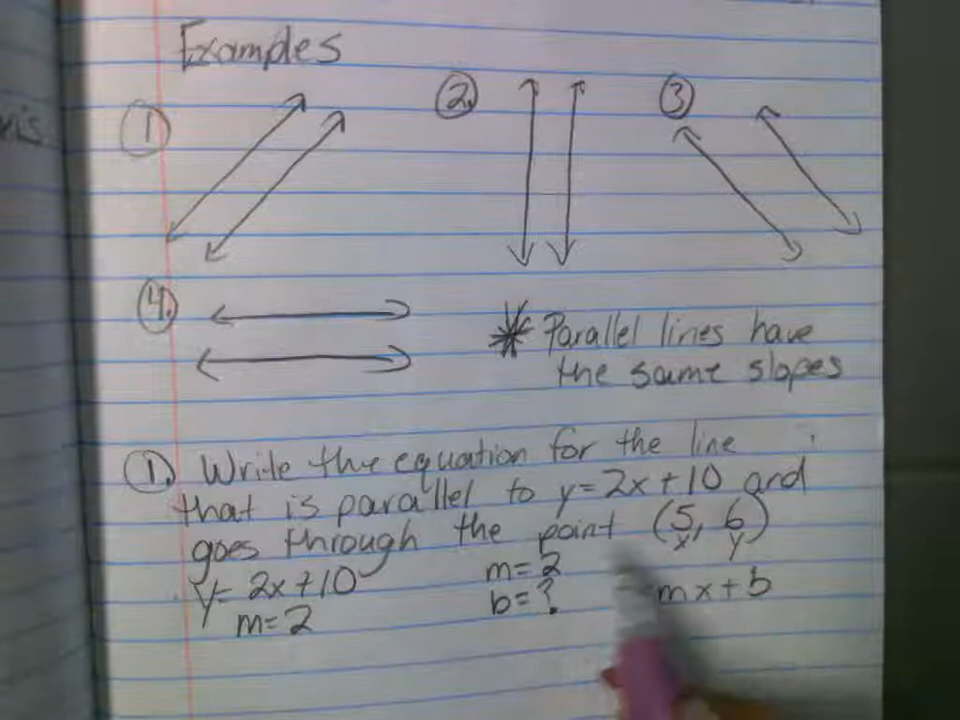 Examples
1 2. 3
4.
* Parallel lines have
the same slopes
1. Write the equation for the line
that is parallel to y=2x+10 and
goes through the point (5, 6)
x y
y=2x+10 m=2 mx+b
m=2 b=?